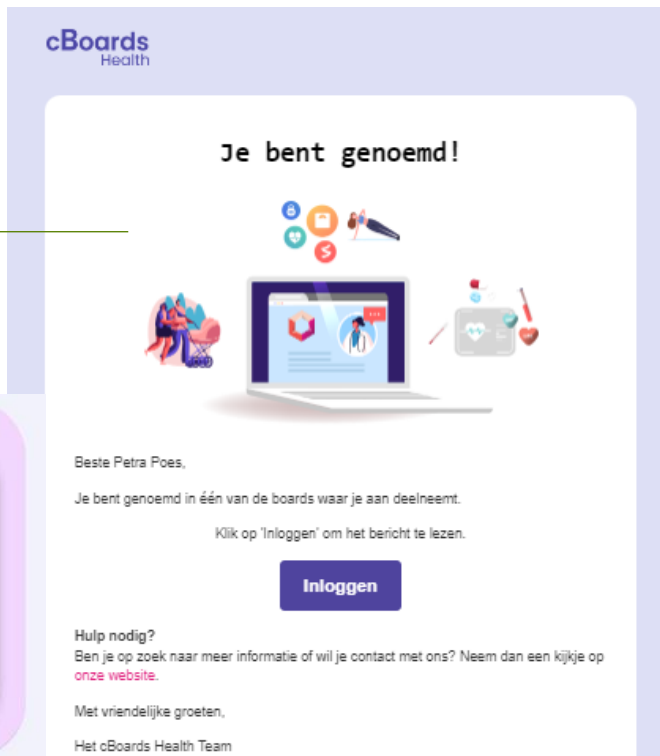 cBoards
Health
Je bent genoemd!
Beste Petra Poes,
Je bent genoemd in één van de boards waar je aan deelneemt.
Klik op 'Inloggen' om het bericht te lezen.
Inloggen
Hulp nodig?
Ben je op zoek naar meer informatie of wil je contact met ons? Neem dan een kijkje op
onze website.
Met vriendelijke groeten,
Het cBoards Health Team